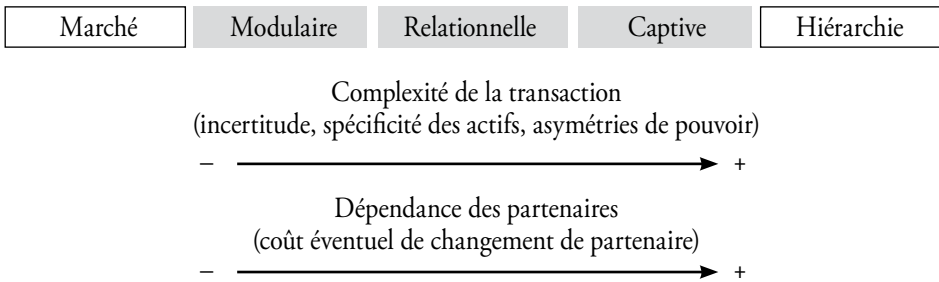 Marché Modulaire Relationnelle Captive Hiérarchie
Complexité de la transaction
(incertitude, spécificité des actifs, asymétries de pouvoir)
– +
Dépendance des partenaires
(coût éventuel de changement de partenaire)
– +